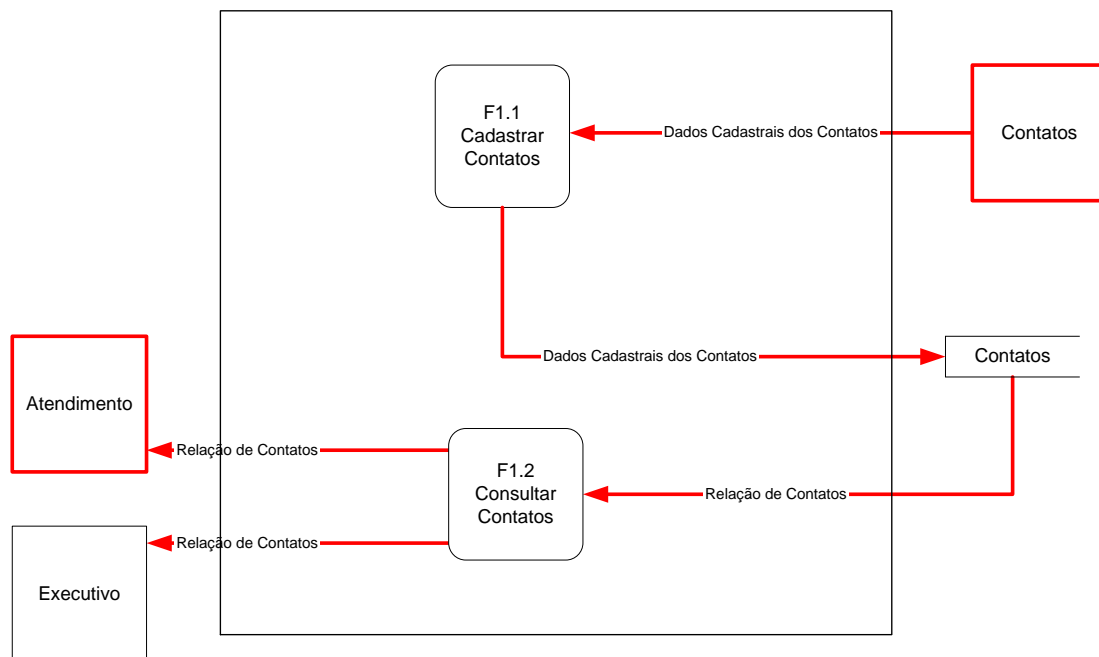 F1.1
Cadastrar
Contatos
Dados Cadastrais dos Contatos
Contatos
Dados Cadastrais dos Contatos
Contatos
Atendimento
Relação de Contatos
F1.2
Consultar
Contatos
Relação de Contatos
Relação de Contatos
Executivo